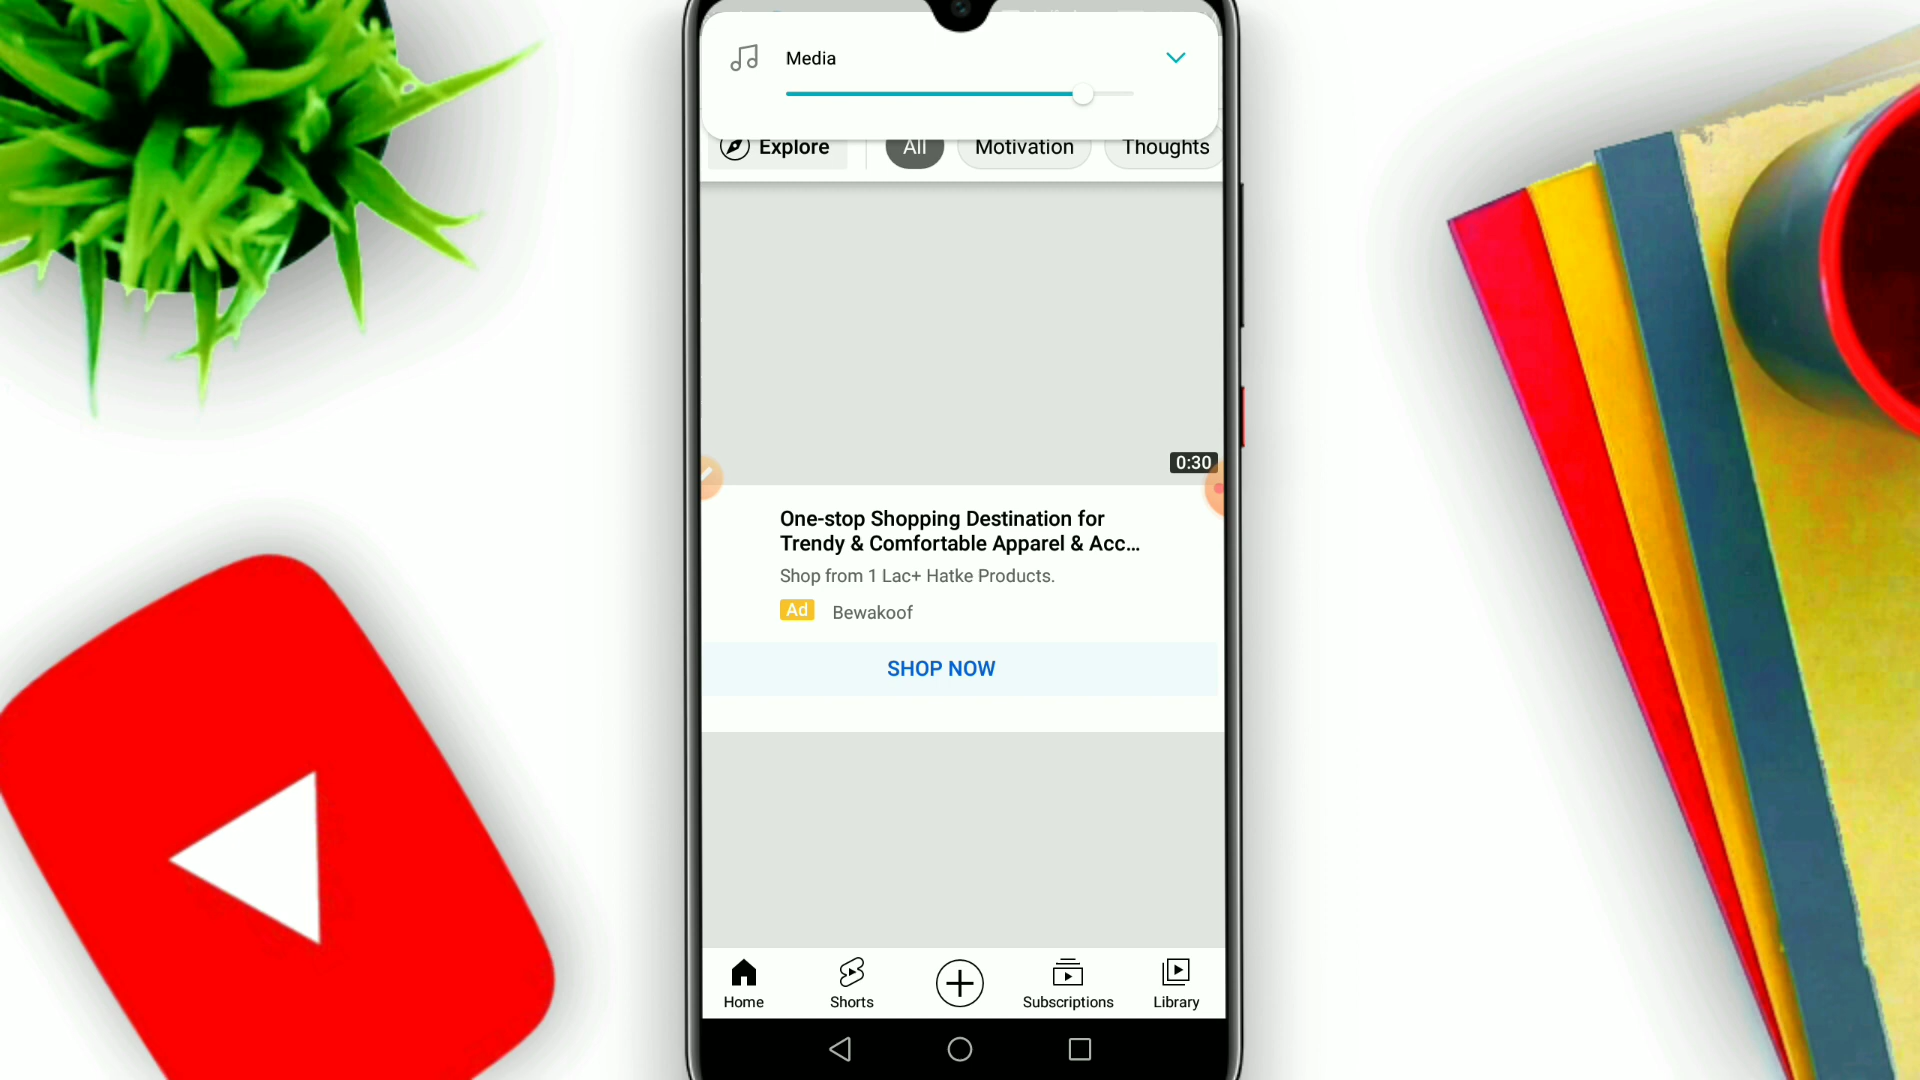 Media
Explore
All
Motivation
Thoughts
0:30
One-stop Shopping Destination for
Trendy & Comfortable Apparel & Acc...
Shop from 1 Lac+ Hatke Products.
Ad Bewakoof
SHOP NOW
Home
Shorts
Subscriptions
Library